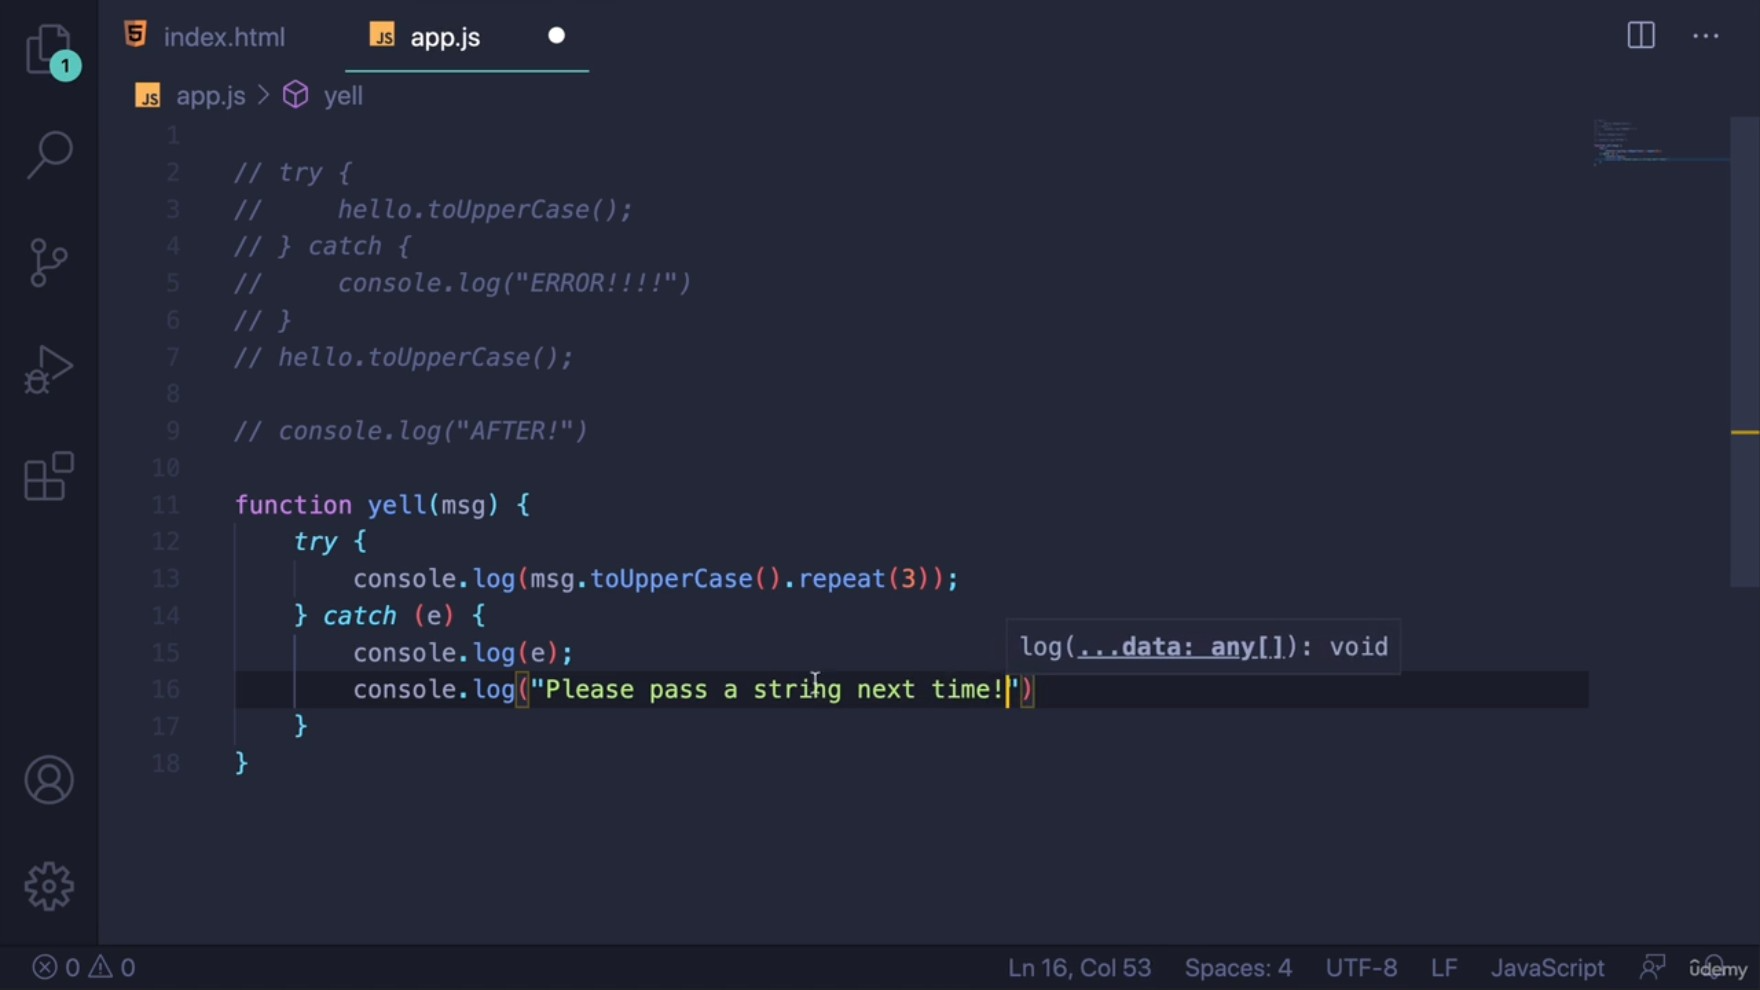 index.html
JS app.js
1
JS app.js > yell
1
2 // try {
3 //     hello.toUpperCase();
4 // } catch {
5 //     console.log("ERROR!!!!")
6 // }
7 // hello.toUpperCase();
8
9 // console.log("AFTER!")
10
11 function yell(msg) {
12     try {
13         console.log(msg.toUpperCase().repeat(3));
14     } catch (e) {
15         console.log(e);
log(...data: any[]): void
16         console.log("Please pass a string next time!")
17     }
18 }
0 0 Ln 16, Col 53 Spaces: 4 UTF-8 LF JavaScript udemy